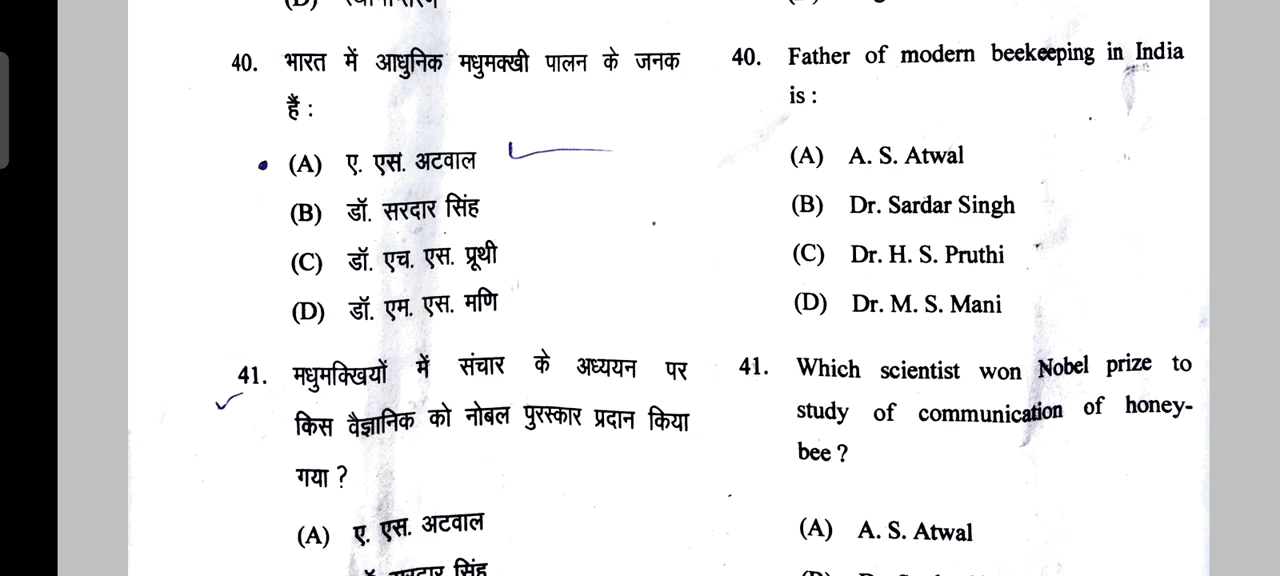 40. भारत में आधुनिक मधुमक्खी पालन के जनक
हैं :
(A) ए. एस. अटवाल
(B) डॉ. सरदार सिंह
(C) डॉ. एच. एस. प्रूथी
(D) डॉ. एम. एस. मणि
41. मधुमक्खियों में संचार के अध्ययन पर
किस वैज्ञानिक को नोबल पुरस्कार प्रदान किया
गया ?
(A) ए. एस. अटवाल
सरदार सिंह
40. Father of modern beekeeping in India
is :
(A) A. S. Atwal
(B) Dr. Sardar Singh
(C) Dr. H. S. Pruthi
(D) Dr. M. S. Mani
41. Which scientist won Nobel prize to
study of communication of honey-
bee ?
(A) A. S. Atwal